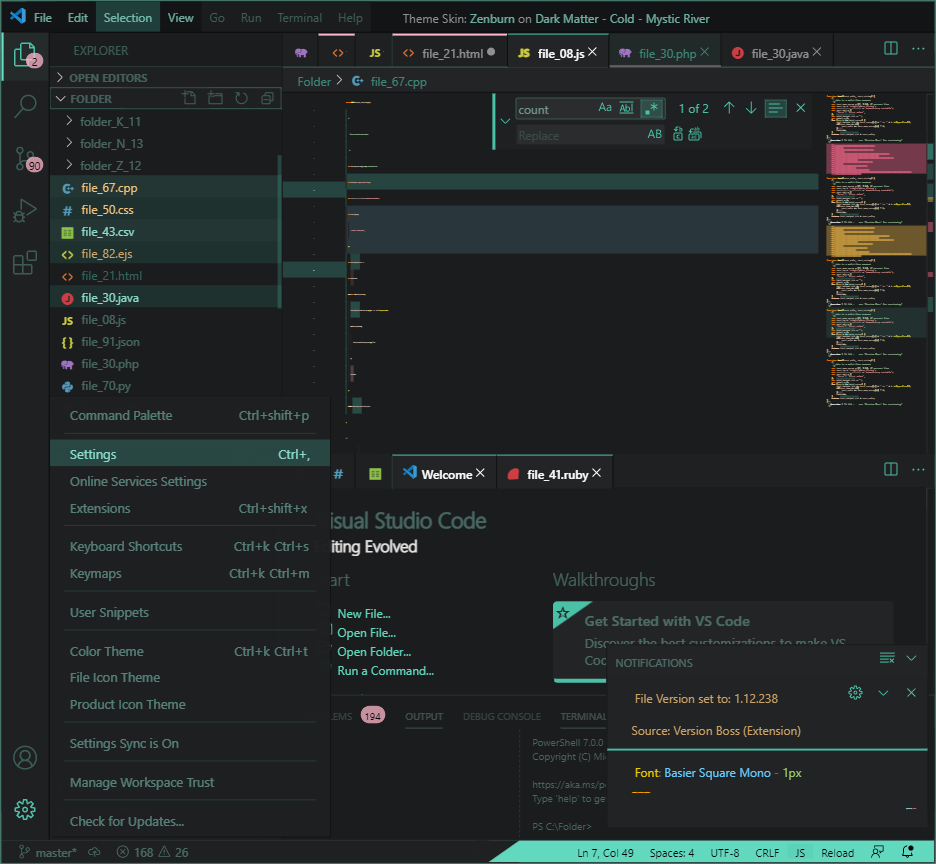 File Edit Selection View Go Run Terminal Help Theme Skin: Zenburn on Dark Matter - Cold - Mystic River
2
EXPLORER
JS file_21.html JS file_08.js file_30.php J file_30.java
OPEN EDITORS
Folder file_67.cpp
FOLDER
count Aa Abl .* 1 of 2
Replace AB
folder_K_11
folder_N_13
90 folder_Z_12
file_67.cpp
# file_50.css
file_43.csv
file_82.ejs
file_21.html
J file_30.java
JS file_08.js
{} file_91.json
file_30.php
file_70.py
Command Palette Ctrl+shift+p
Settings Ctrl+,
Online Services Settings
Extensions Ctrl+shift+x
Keyboard Shortcuts Ctrl+k Ctrl+s
Keymaps Ctrl+k Ctrl+m
User Snippets
Color Theme Ctrl+k Ctrl+t
File Icon Theme
Product Icon Theme
Settings Sync is On
Manage Workspace Trust
Check for Updates...
# Welcome file_41.ruby
isual Studio Code
iting Evolved
art
New File...
Open File...
Open Folder...
Run a Command...
Walkthroughs
Get Started with VS Code
Discover the best customizations to make VS
LEMS 194 OUTPUT DEBUG CONSOLE TERMINAL
PowerShell 7.0.0
Copyright (C) Mi
https://aka.ms/p
Type 'help' to ge
PS C:\Folder>
NOTIFICATIONS
File Version set to: 1.12.238
Source: Version Boss (Extension)
Font: Basier Square Mono - 1px
master* 168 26 Ln 7, Col 49 Spaces: 4 UTF-8 CRLF JS Reload